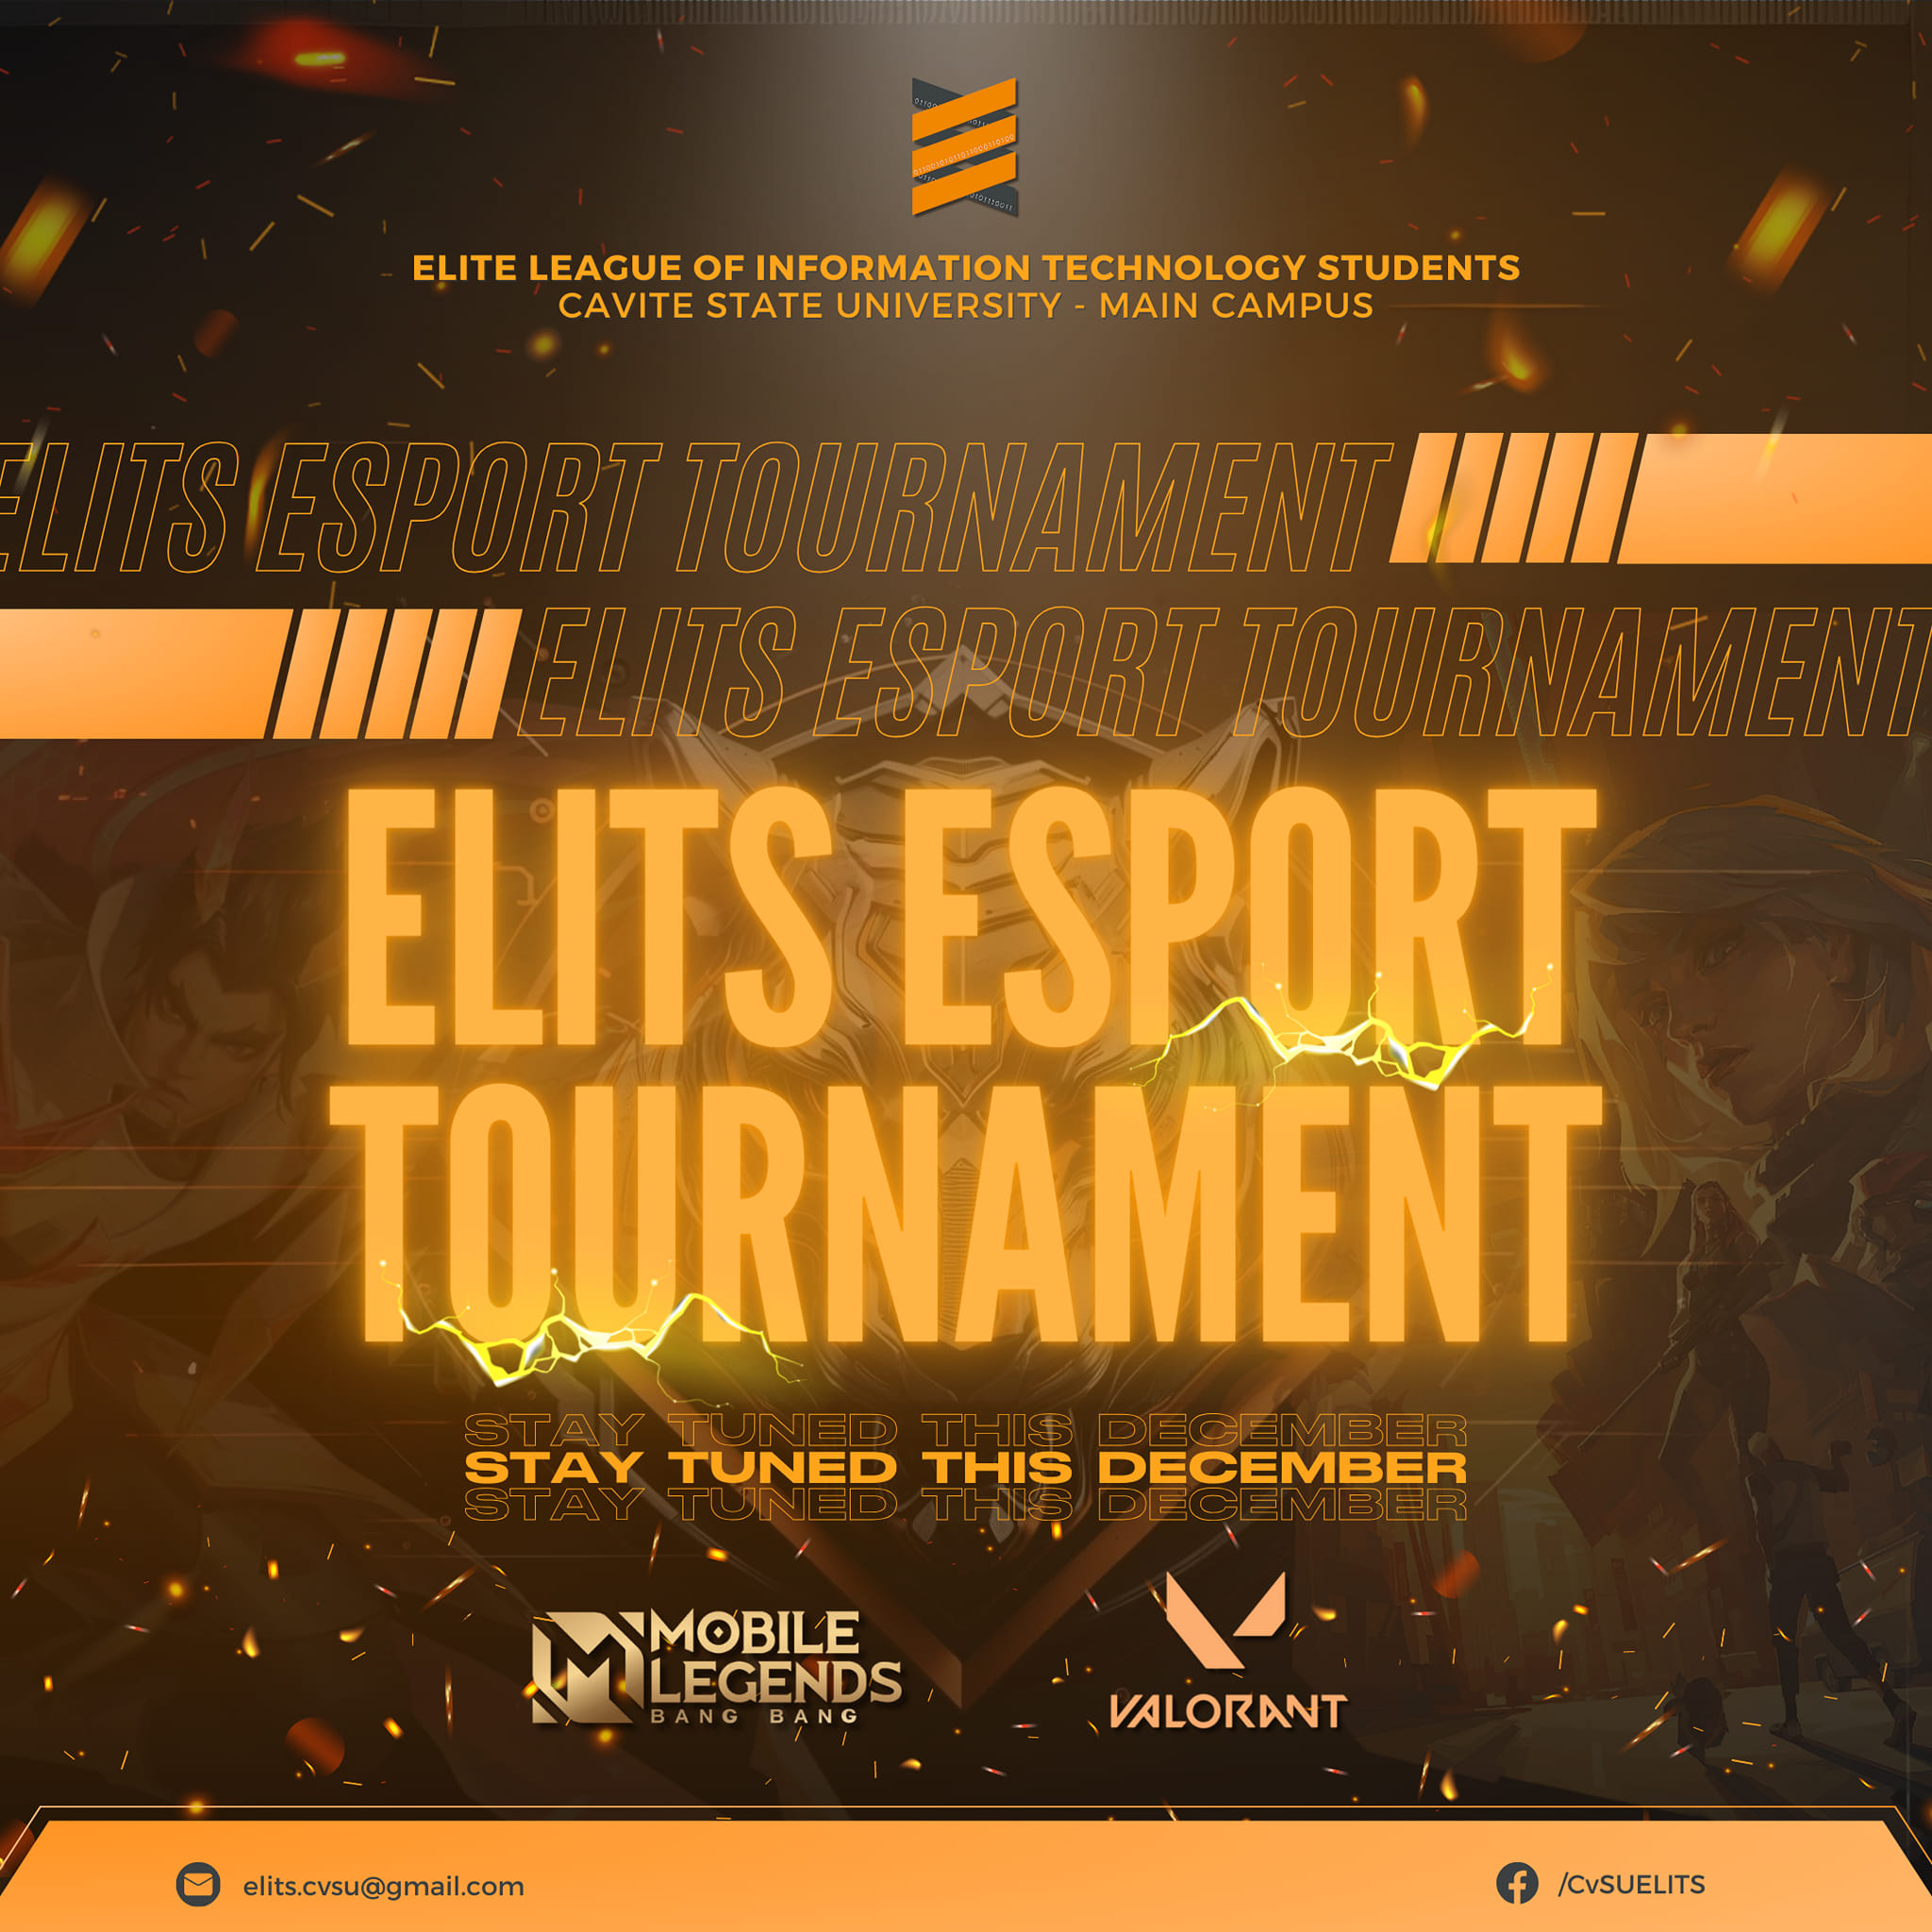 ELITE LEAGUE OF INFORMATION TECHNOLOGY STUDENTS
CAVITE STATE UNIVERSITY - MAIN CAMPUS
ELITS ESPORT TOURNAMENT
ELITS ESPORT TOURNAMENT
ELITS ESPORT
TOURNAMENT
STAY TUNED THIS DECEMBER
STAY TUNED THIS DECEMBER
STAY TUNED THIS DECEMBER
MOBILE
LEGENDS
BANG BANG
VALORANT
elits.cvsu@gmail.com
/CvSUELITS